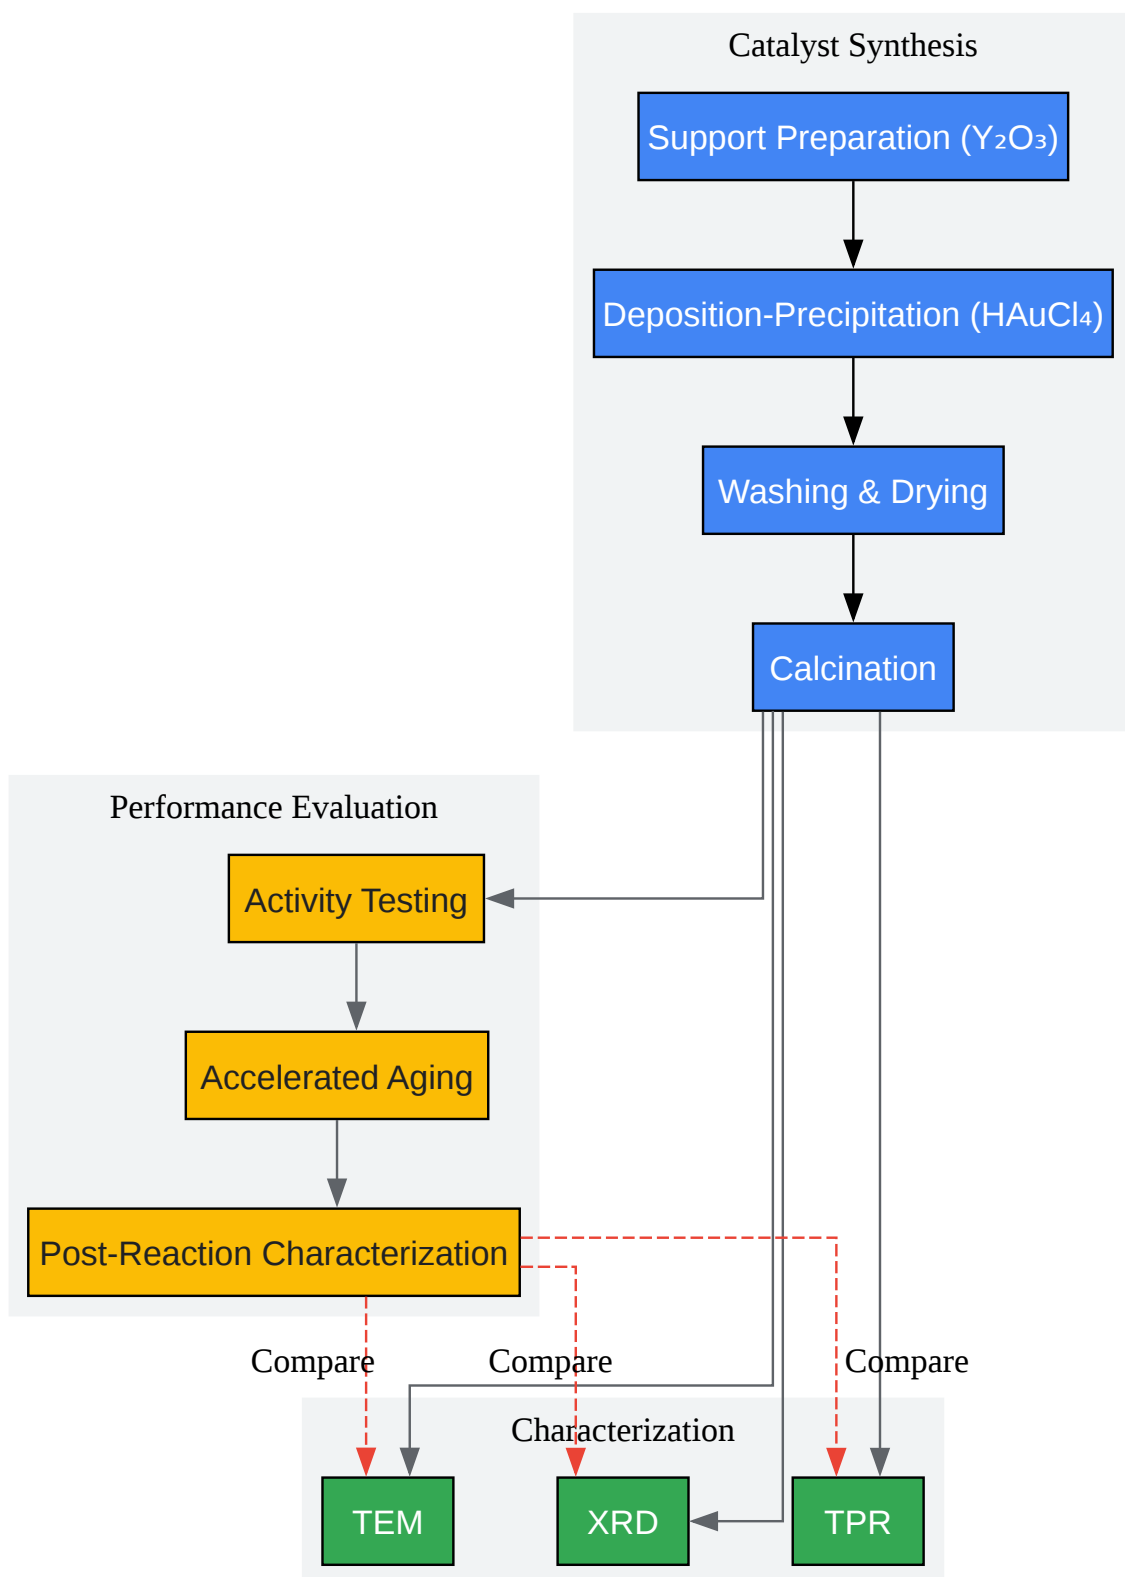 Catalyst Synthesis
Support Preparation (Y₂O₃)
Deposition-Precipitation (HAuCl₄)
Washing & Drying
Calcination
Performance Evaluation
Activity Testing
Accelerated Aging
Post-Reaction Characterization
Compare
Compare
Compare
Characterization
TEM
XRD
TPR